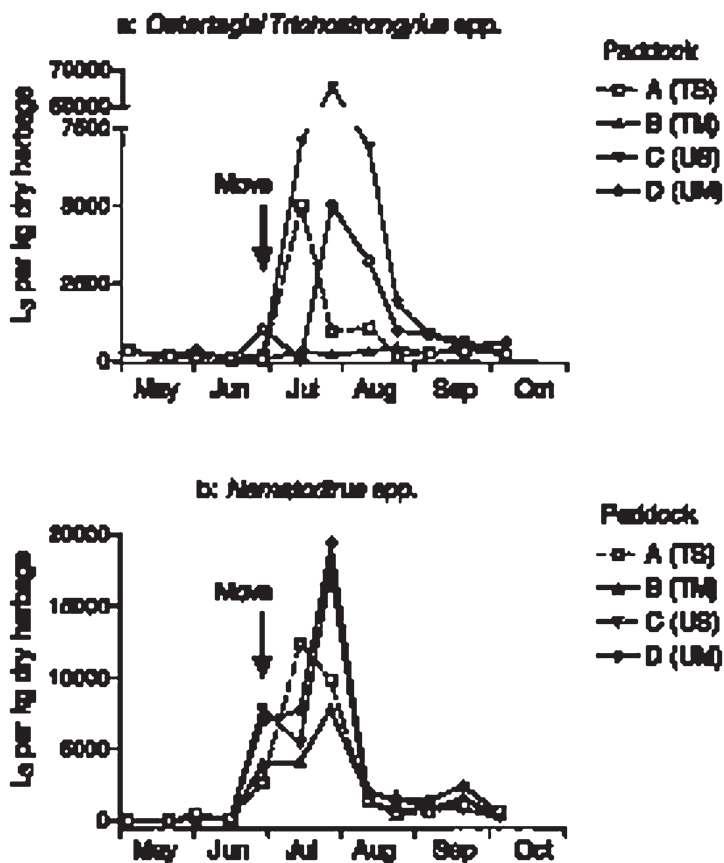 a: Ostertagia/Trichostrongylus spp.
Paddock
A (TS)
B (TM)
C (US)
D (UM)
L3 per kg dry herbage
70000
7500
5000
2500
0
Move
May Jun Jul Aug Sep Oct
b: Nematodirus spp.
Paddock
A (TS)
B (TM)
C (US)
D (UM)
L3 per kg dry herbage
20000
15000
10000
5000
0
Move
May Jun Jul Aug Sep Oct